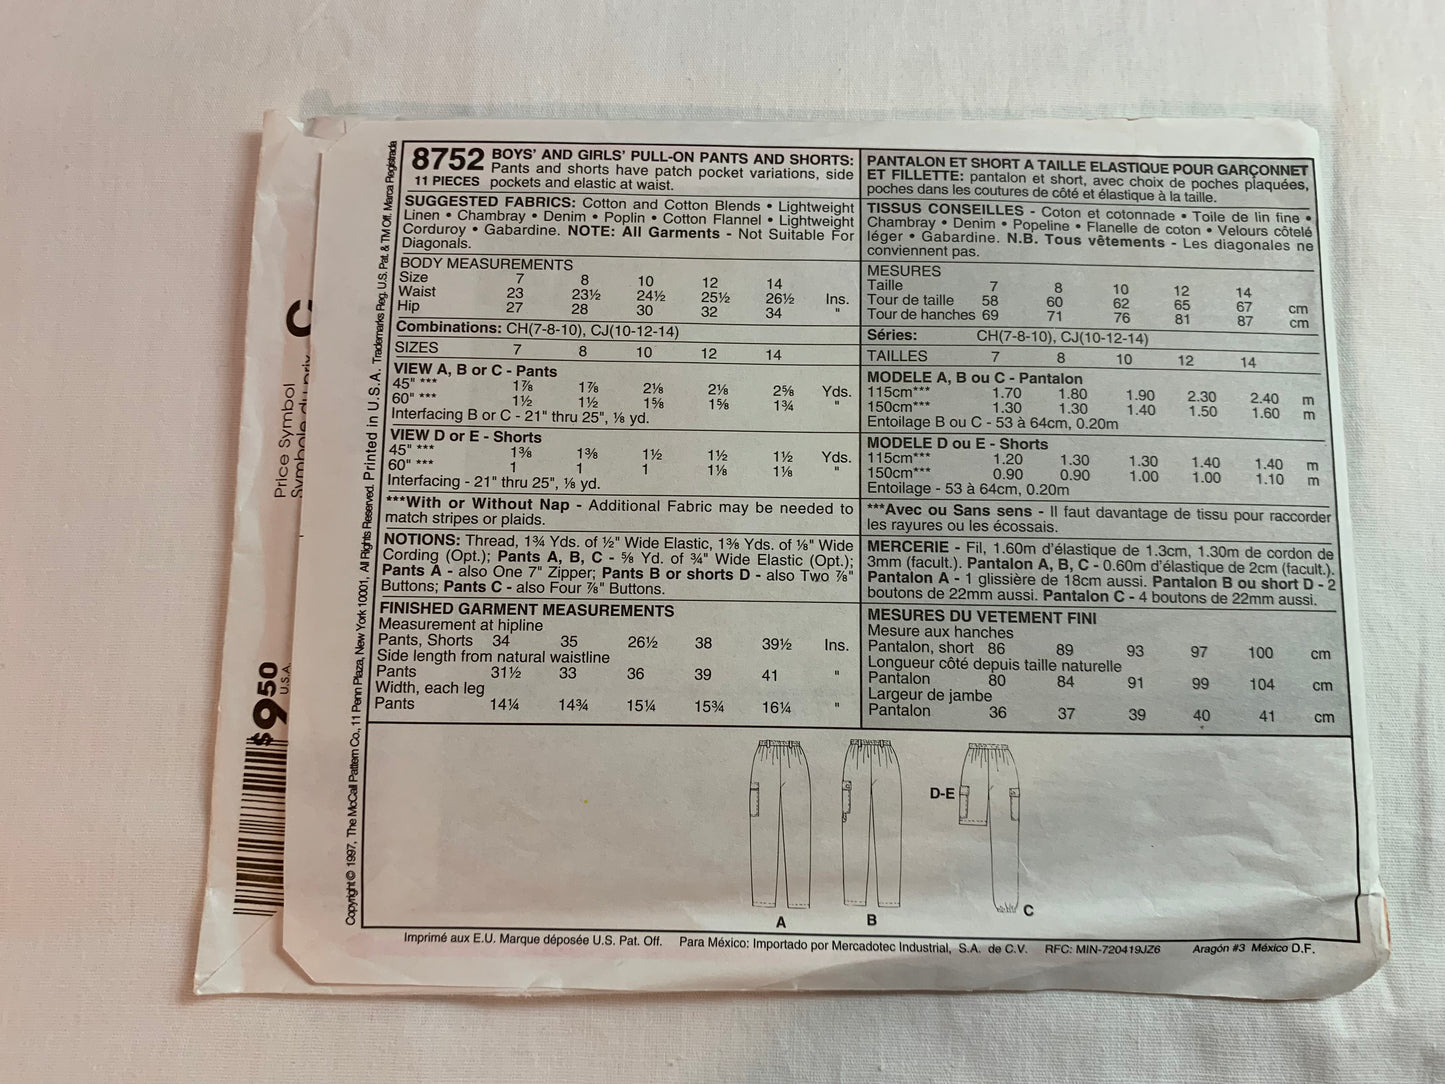 8752 BOYS' AND GIRLS' PULL-ON PANTS AND SHORTS:
11 PIECES Pants and shorts have patch pocket variations, side
pockets and elastic at waist.
SUGGESTED FABRICS: Cotton and Cotton Blends • Lightweight
Linen • Chambray • Denim • Poplin • Cotton Flannel • Lightweight
Corduroy • Gabardine. NOTE: All Garments - Not Suitable For
Diagonals.
BODY MEASUREMENTS
Size 7 8 10 12 14
Waist 23 23½ 24½ 25½ 26½ Ins.
Hip 27 28 30 32 34 "
Combinations: CH(7-8-10), CJ(10-12-14)
SIZES 7 8 10 12 14
VIEW A, B or C - Pants
45" *** 1⅞ 1⅞ 2⅛ 2⅛ 2⅝ Yds.
60" *** 1½ 1½ 1⅝ 1⅝ 1¾ "
Interfacing B or C - 21" thru 25", ⅛ yd.
VIEW D or E - Shorts
45" *** 1⅜ 1⅜ 1½ 1½ 1½ Yds.
60" *** 1 1 1 1⅛ 1⅛ "
Interfacing - 21" thru 25", ⅛ yd.
***With or Without Nap - Additional Fabric may be needed to
match stripes or plaids.
NOTIONS: Thread, 1¾ Yds. of ½" Wide Elastic, 1⅜ Yds. of ⅛" Wide
Cording (Opt.); Pants A, B, C - ⅝ Yd. of ¾" Wide Elastic (Opt.);
Pants A - also One 7" Zipper; Pants B or shorts D - also Two ⅞"
Buttons; Pants C - also Four ⅞" Buttons.
FINISHED GARMENT MEASUREMENTS
Measurement at hipline
Pants, Shorts 34 35 26½ 38 39½ Ins.
Side length from natural waistline
Pants 31½ 33 36 39 41 "
Width, each leg
Pants 14¼ 14¾ 15¼ 15¾ 16¼ "
PANTALON ET SHORT A TAILLE ELASTIQUE POUR GARÇONNET
ET FILLETTE: pantalon et short, avec choix de poches plaquées,
poches dans les coutures de côté et élastique à la taille.
TISSUS CONSEILLES - Coton et cotonnade • Toile de lin fine •
Chambray • Denim • Popeline • Flanelle de coton • Velours côtelé
léger • Gabardine. N.B. Tous vêtements - Les diagonales ne
conviennent pas.
MESURES
Taille 7 8 10 12 14
Tour de taille 58 60 62 65 67 cm
Tour de hanches 69 71 76 81 87 cm
Séries: CH(7-8-10), CJ(10-12-14)
TAILLES 7 8 10 12 14
MODELE A, B ou C - Pantalon
115cm*** 1.70 1.80 1.90 2.30 2.40 m
150cm*** 1.30 1.30 1.40 1.50 1.60 m
Entoilage B ou C - 53 à 64cm, 0.20m
MODELE D ou E - Shorts
115cm*** 1.20 1.30 1.30 1.40 1.40 m
150cm*** 0.90 0.90 1.00 1.00 1.10 m
Entoilage - 53 à 64cm, 0.20m
***Avec ou Sans sens - Il faut davantage de tissu pour raccorder
les rayures ou les écossais.
MERCERIE - Fil, 1.60m d'élastique de 1.3cm, 1.30m de cordon de
3mm (facult.). Pantalon A, B, C - 0.60m d'élastique de 2cm (facult.).
Pantalon A - 1 glissière de 18cm aussi. Pantalon B ou short D - 2
boutons de 22mm aussi. Pantalon C - 4 boutons de 22mm aussi.
MESURES DU VETEMENT FINI
Mesure aux hanches
Pantalon, short 86 89 93 97 100 cm
Longueur côté depuis taille naturelle
Pantalon 80 84 91 99 104 cm
Largeur de jambe
Pantalon 36 37 39 40 41 cm
D-E
A
B
C
Imprimé aux E.U. Marque déposée U.S. Pat. Off. Para México: Importado por Mercadotec Industrial, S.A. de C.V. RFC: MIN-720419JZ6 Aragón #3 México D.F.
Copyright © 1997, The McCall Pattern Co., 11 Penn Plaza, New York 10001, All Rights Reserved. Printed in U.S.A. Trademarks Reg. U.S. Pat. & TM Off. Marca Registrada
Price Symbol
Symbole du prix
$9.50
U.S.A.